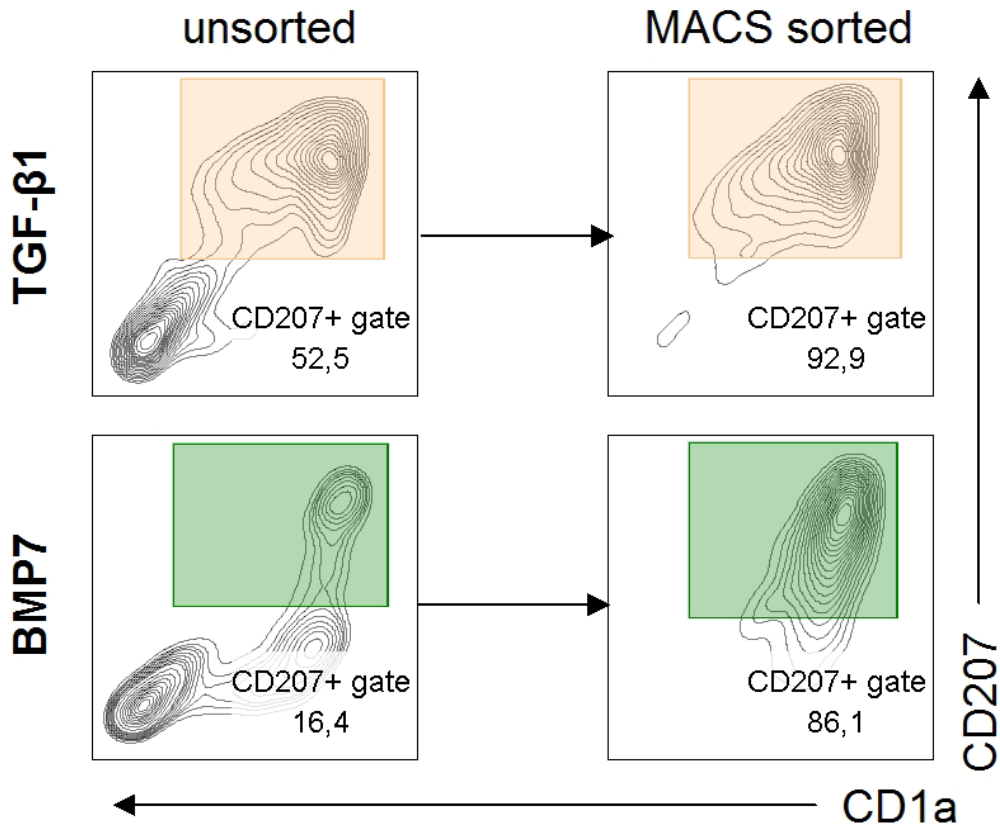 unsorted
MACS sorted
TGF-β1
CD207+ gate
52,5
CD207+ gate
92,9
BMP7
CD207+ gate
16,4
CD207+ gate
86,1
CD207
CD1a